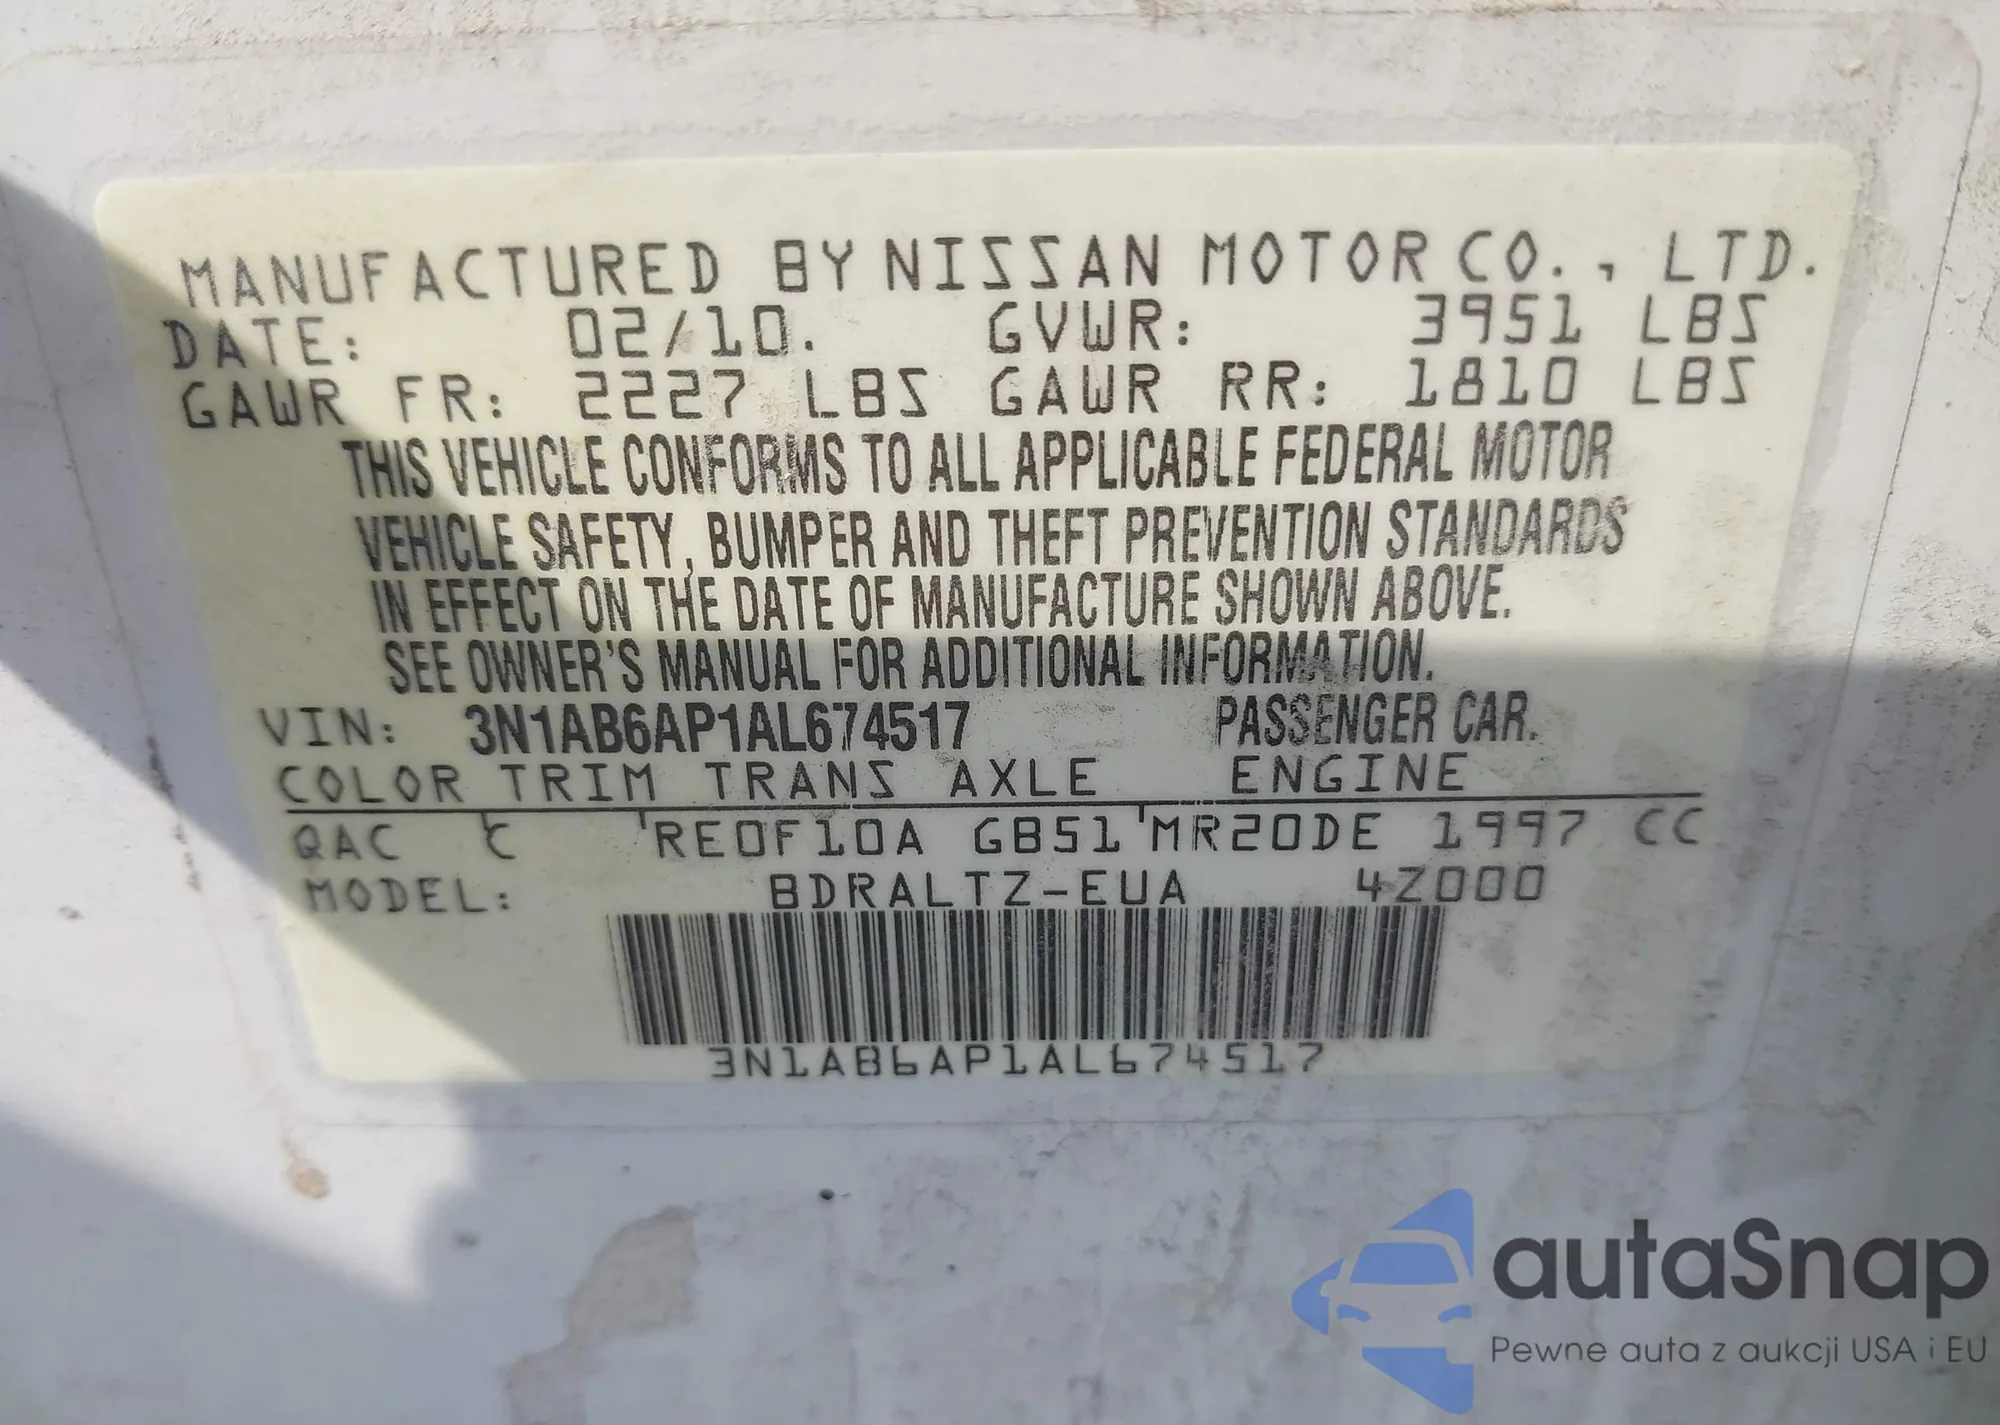 MANUFACTURED BY NISSAN MOTOR CO., LTD.
DATE: 02/10. GVWR: 3951 LBS
GAWR FR: 2227 LBS GAWR RR: 1810 LBS
THIS VEHICLE CONFORMS TO ALL APPLICABLE FEDERAL MOTOR
VEHICLE SAFETY, BUMPER AND THEFT PREVENTION STANDARDS
IN EFFECT ON THE DATE OF MANUFACTURE SHOWN ABOVE.
SEE OWNER'S MANUAL FOR ADDITIONAL INFORMATION.
VIN: 3N1AB6AP1AL674517 PASSENGER CAR.
COLOR TRIM TRANS AXLE ENGINE
QAC C RE0F10A GB51 MR20DE 1997 CC
MODEL: BDRALTZ-EUA 4Z000
3N1AB6AP1AL674517
autaSnap
Pewne auta z aukcji USA i EU